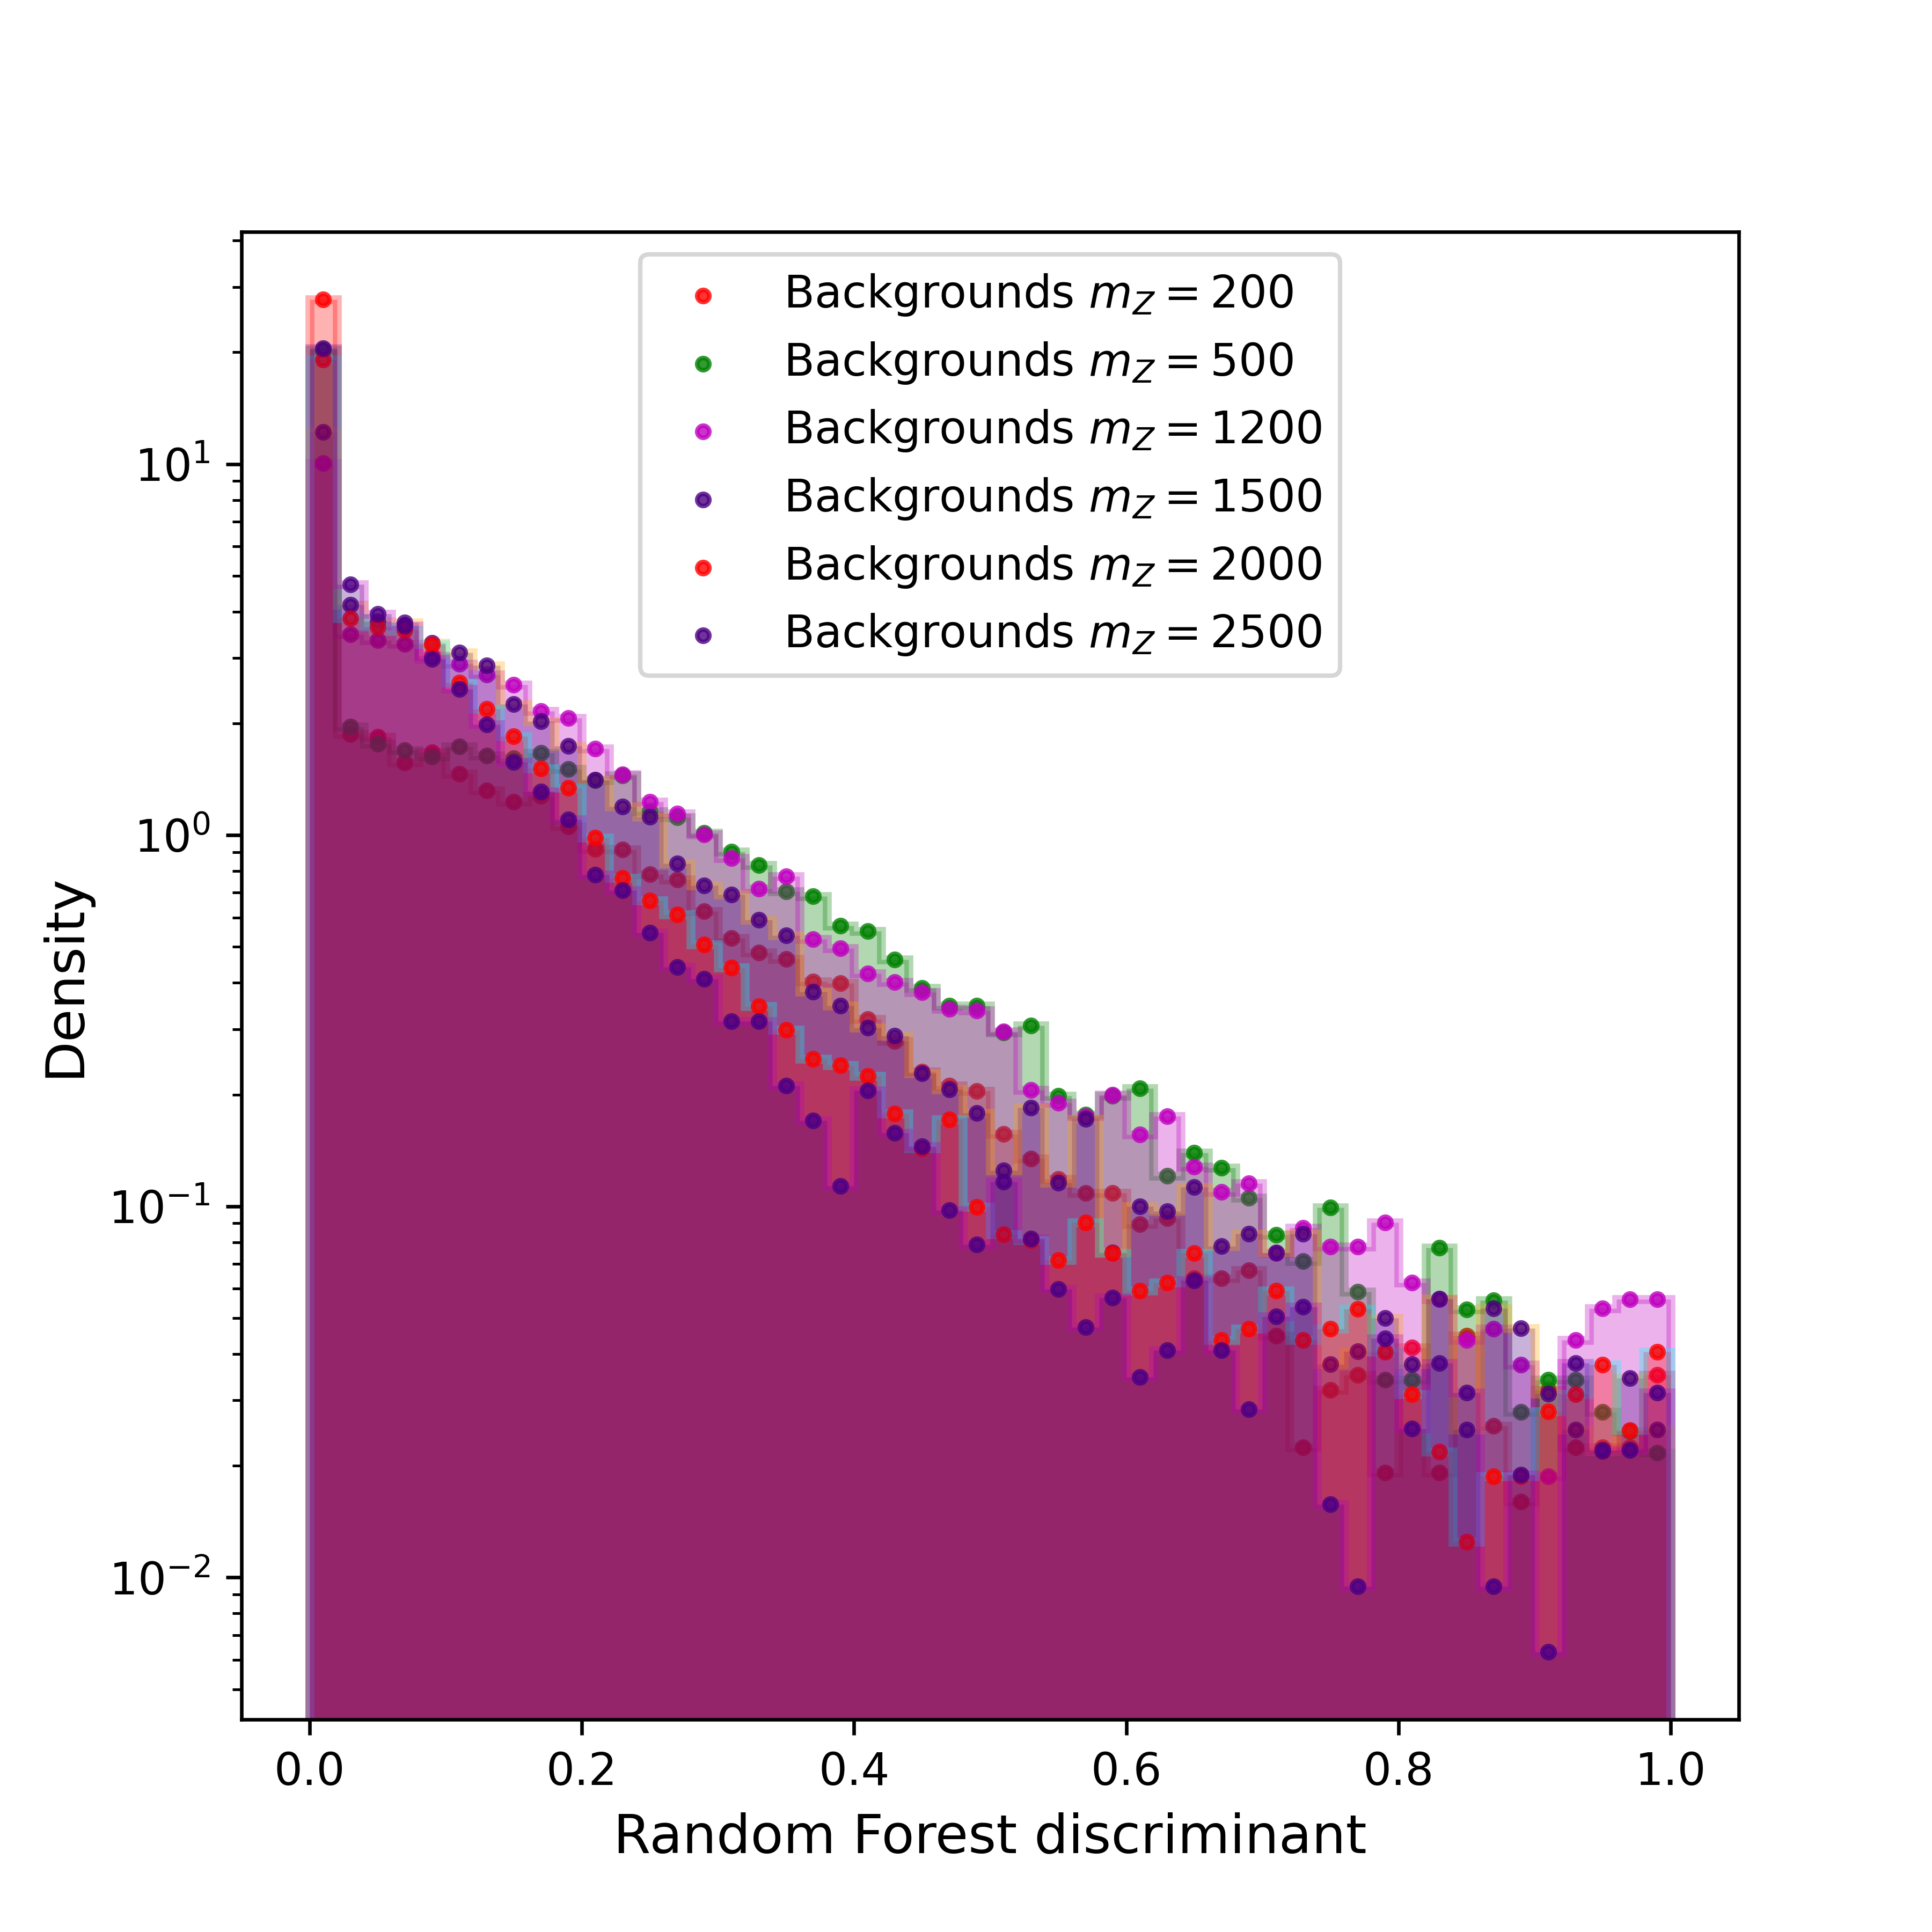 Backgrounds m_Z = 200
Backgrounds m_Z = 500
Backgrounds m_Z = 1200
Backgrounds m_Z = 1500
Backgrounds m_Z = 2000
Backgrounds m_Z = 2500
10^1
10^0
10^−1
10^−2
Density
0.0 0.2 0.4 0.6 0.8 1.0
Random Forest discriminant